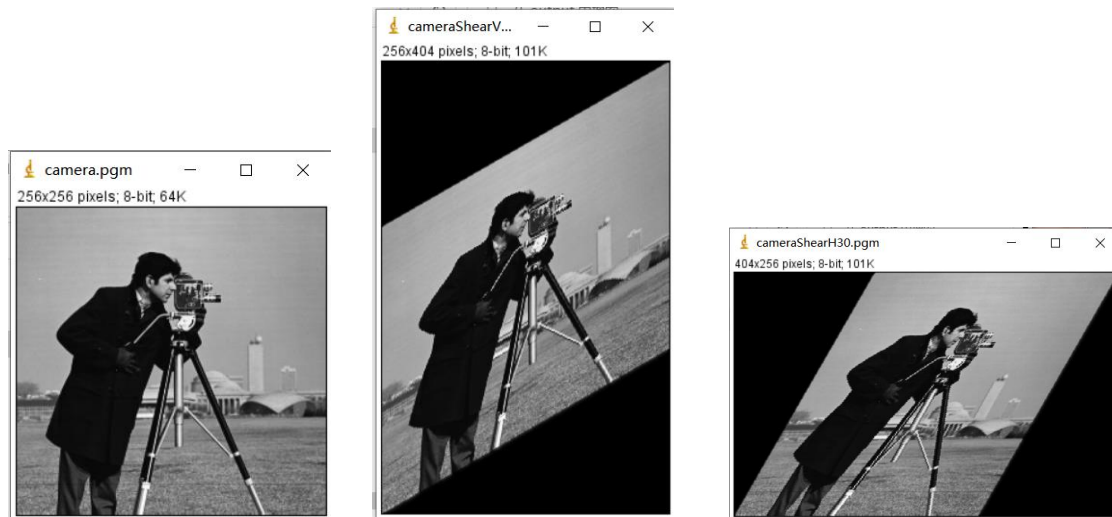 camera.pgm
256x256 pixels; 8-bit; 64K
cameraShearV...
256x404 pixels; 8-bit; 101K
cameraShearH30.pgm
404x256 pixels; 8-bit; 101K